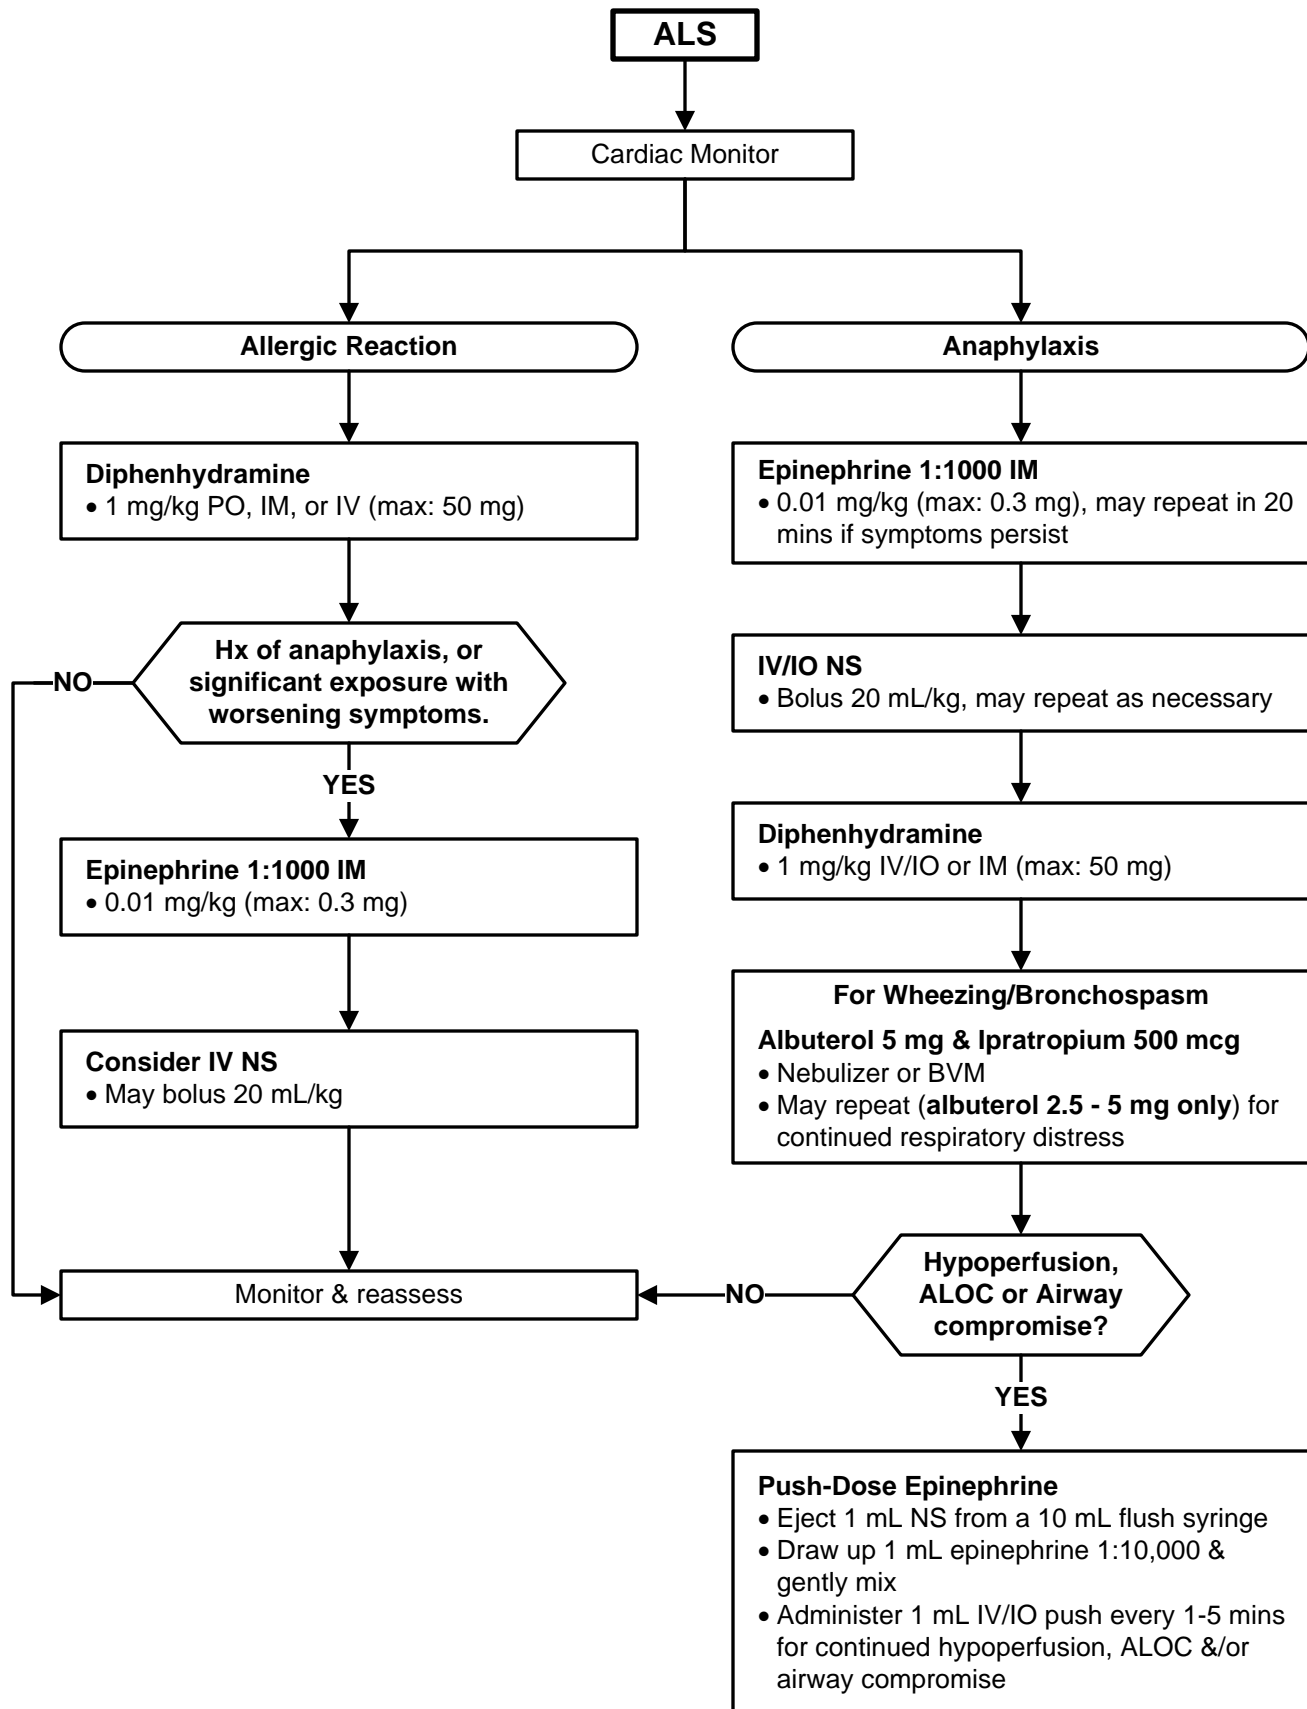 ALS
Cardiac Monitor
Allergic Reaction
Diphenhydramine
• 1 mg/kg PO, IM, or IV (max: 50 mg)
Hx of anaphylaxis, or
significant exposure with
worsening symptoms.
NO
YES
Epinephrine 1:1000 IM
• 0.01 mg/kg (max: 0.3 mg)
Consider IV NS
• May bolus 20 mL/kg
Monitor & reassess
Anaphylaxis
Epinephrine 1:1000 IM
• 0.01 mg/kg (max: 0.3 mg), may repeat in 20
mins if symptoms persist
IV/IO NS
• Bolus 20 mL/kg, may repeat as necessary
Diphenhydramine
• 1 mg/kg IV/IO or IM (max: 50 mg)
For Wheezing/Bronchospasm
Albuterol 5 mg & Ipratropium 500 mcg
• Nebulizer or BVM
• May repeat (albuterol 2.5 - 5 mg only) for
continued respiratory distress
Hypoperfusion,
ALOC or Airway
compromise?
NO
YES
Push-Dose Epinephrine
• Eject 1 mL NS from a 10 mL flush syringe
• Draw up 1 mL epinephrine 1:10,000 &
gently mix
• Administer 1 mL IV/IO push every 1-5 mins
for continued hypoperfusion, ALOC &/or
airway compromise